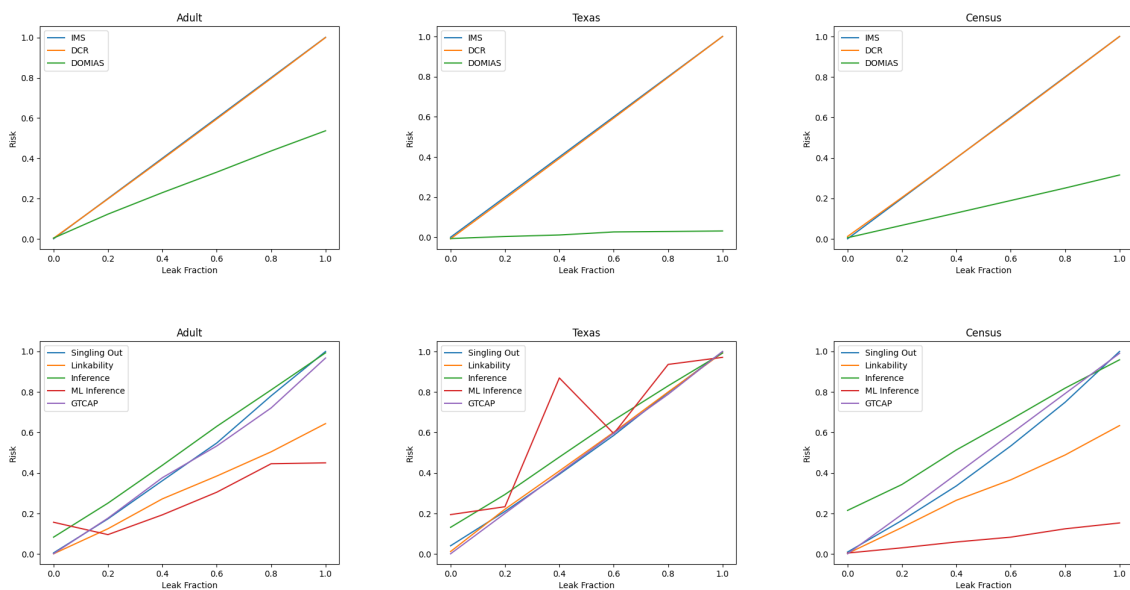 Adult
IMS
DCR
DOMIAS
Risk
1.0
0.8
0.6
0.4
0.2
0.0
0.0 0.2 0.4 0.6 0.8 1.0
Leak Fraction
Texas
IMS
DCR
DOMIAS
Risk
1.0
0.8
0.6
0.4
0.2
0.0
0.0 0.2 0.4 0.6 0.8 1.0
Leak Fraction
Census
IMS
DCR
DOMIAS
Risk
1.0
0.8
0.6
0.4
0.2
0.0
0.0 0.2 0.4 0.6 0.8 1.0
Leak Fraction
Adult
Singling Out
Linkability
Inference
ML Inference
GTCAP
Risk
1.0
0.8
0.6
0.4
0.2
0.0
0.0 0.2 0.4 0.6 0.8 1.0
Leak Fraction
Texas
Singling Out
Linkability
Inference
ML Inference
GTCAP
Risk
1.0
0.8
0.6
0.4
0.2
0.0
0.0 0.2 0.4 0.6 0.8 1.0
Leak Fraction
Census
Singling Out
Linkability
Inference
ML Inference
GTCAP
Risk
1.0
0.8
0.6
0.4
0.2
0.0
0.0 0.2 0.4 0.6 0.8 1.0
Leak Fraction